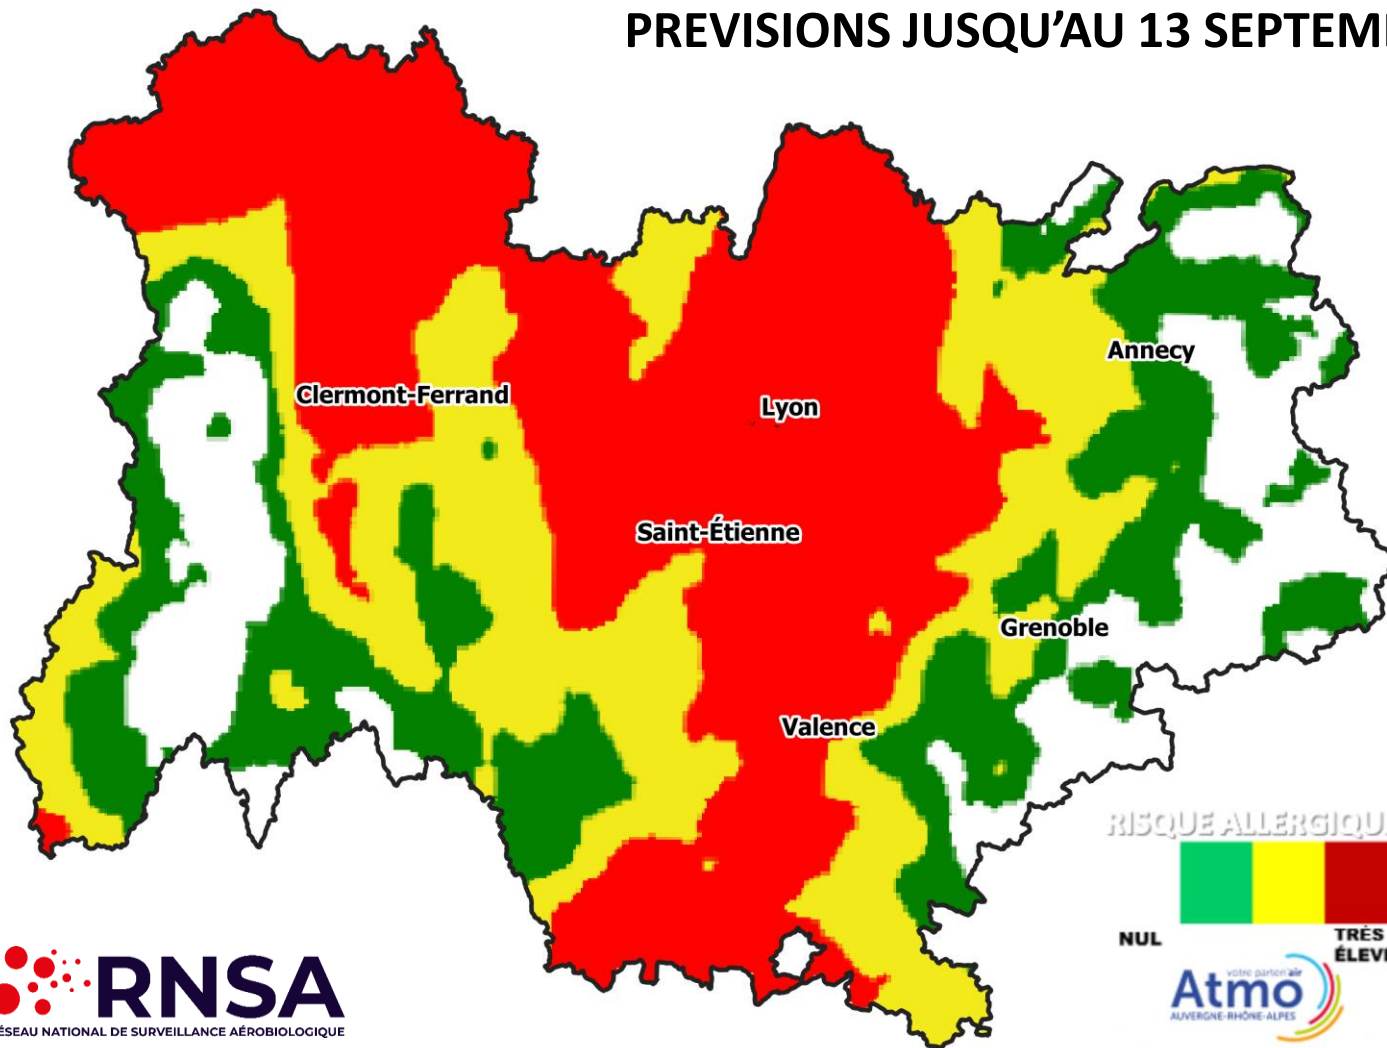 PREVISIONS JUSQU'AU 13 SEPTEM
Annecy
Clermont-Ferrand
Lyon
Saint-Étienne
Grenoble
Valence
RISQUE ALLERGIQU
NUL
TRÈS
ÉLEV
RNSA
ÉSEAU NATIONAL DE SURVEILLANCE AÉROBIOLOGIQUE
votre parten'air
Atmo
AUVERGNE-RHÔNE-ALPES